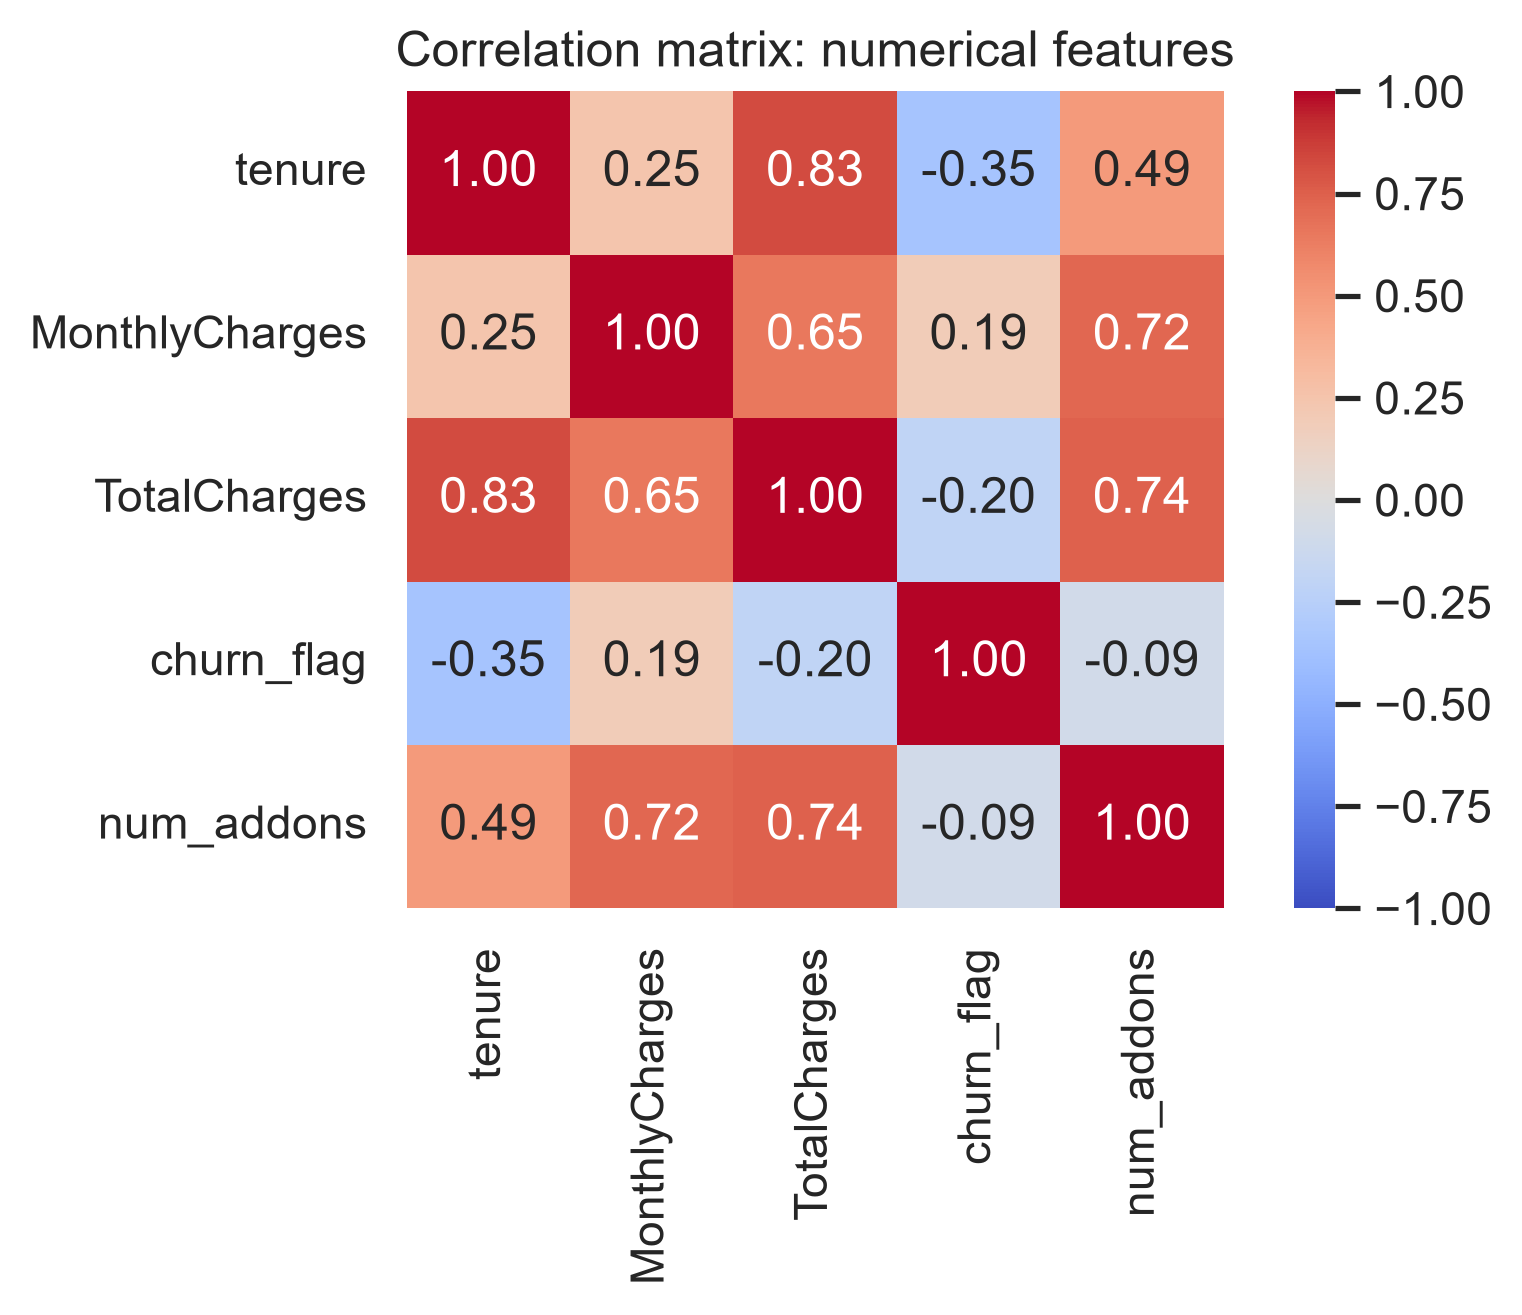 Correlation matrix: numerical features
tenure 1.00 0.25 0.83 -0.35 0.49
MonthlyCharges 0.25 1.00 0.65 0.19 0.72
TotalCharges 0.83 0.65 1.00 -0.20 0.74
churn_flag -0.35 0.19 -0.20 1.00 -0.09
num_addons 0.49 0.72 0.74 -0.09 1.00
tenure
MonthlyCharges
TotalCharges
churn_flag
num_addons
1.00
0.75
0.50
0.25
0.00
−0.25
−0.50
−0.75
−1.00